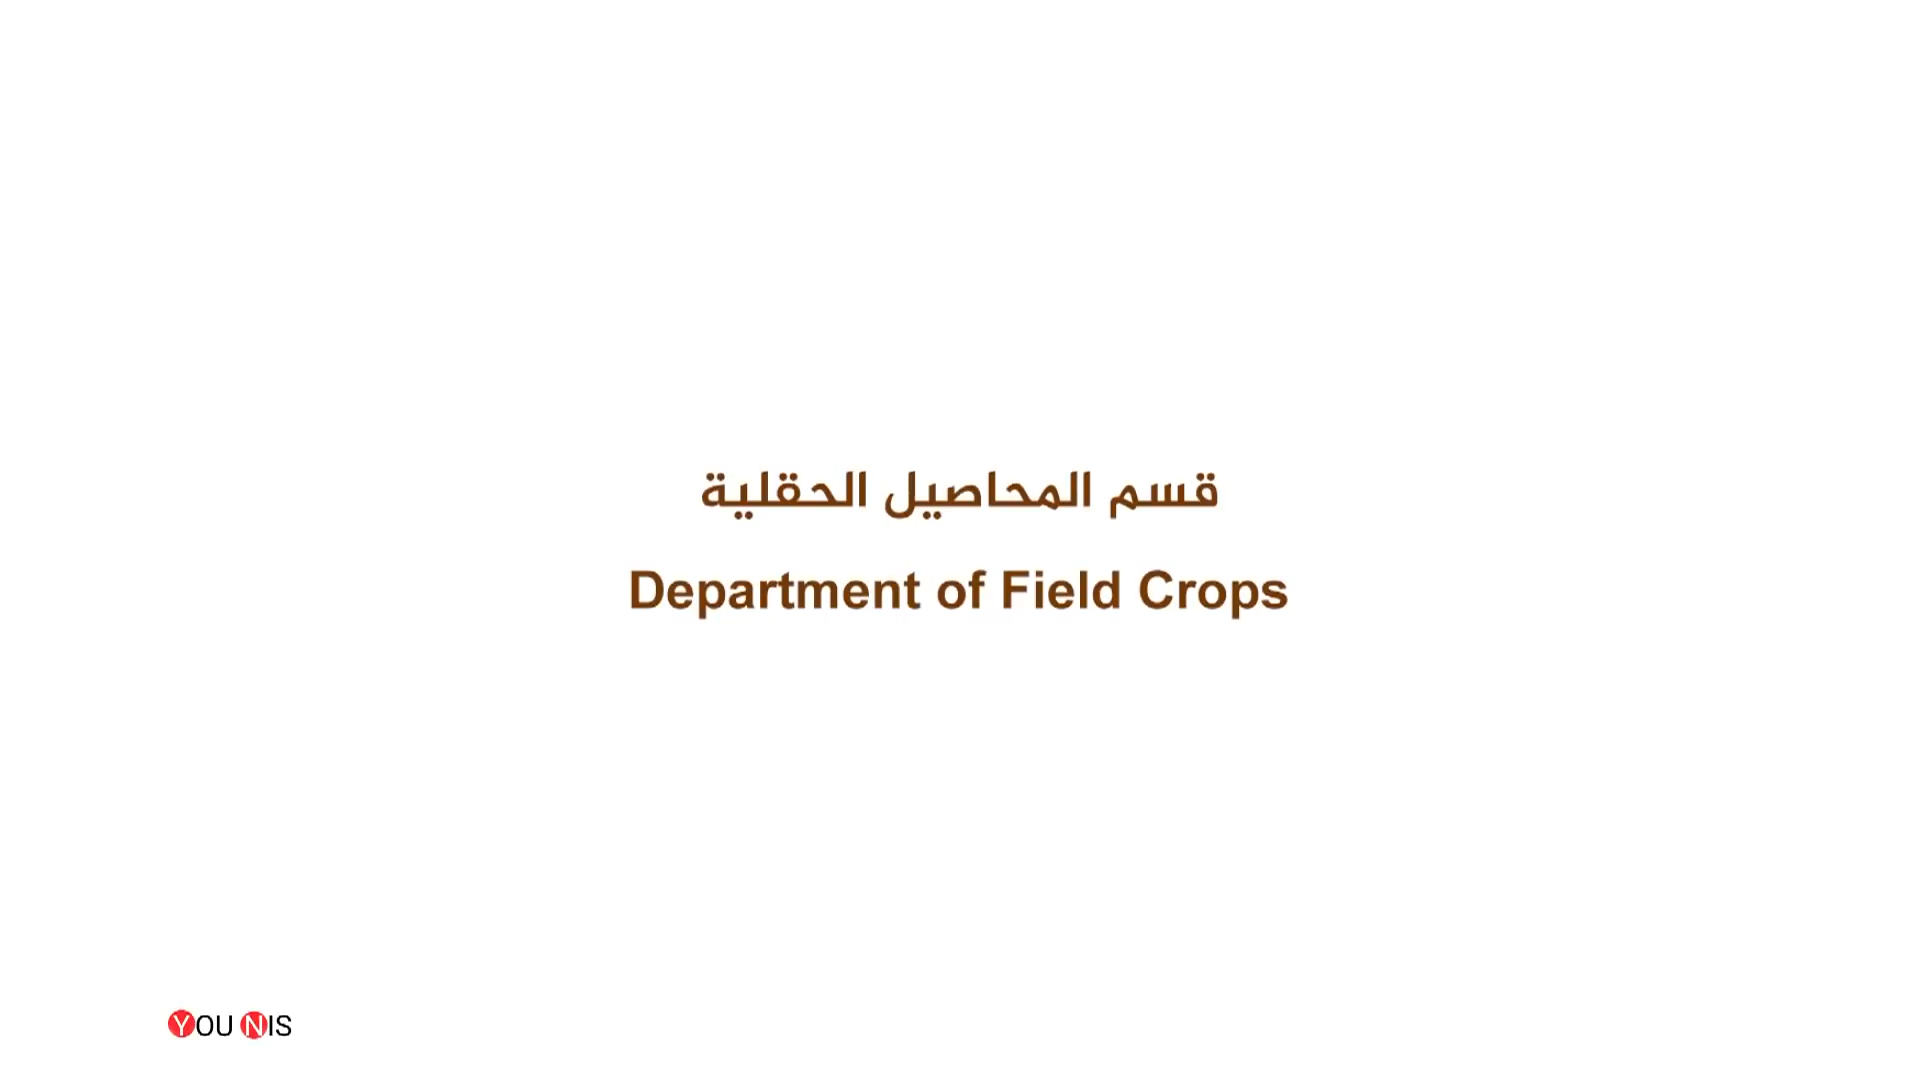 قسم المحاصيل الحقلية
Department of Field Crops
YOU NIS